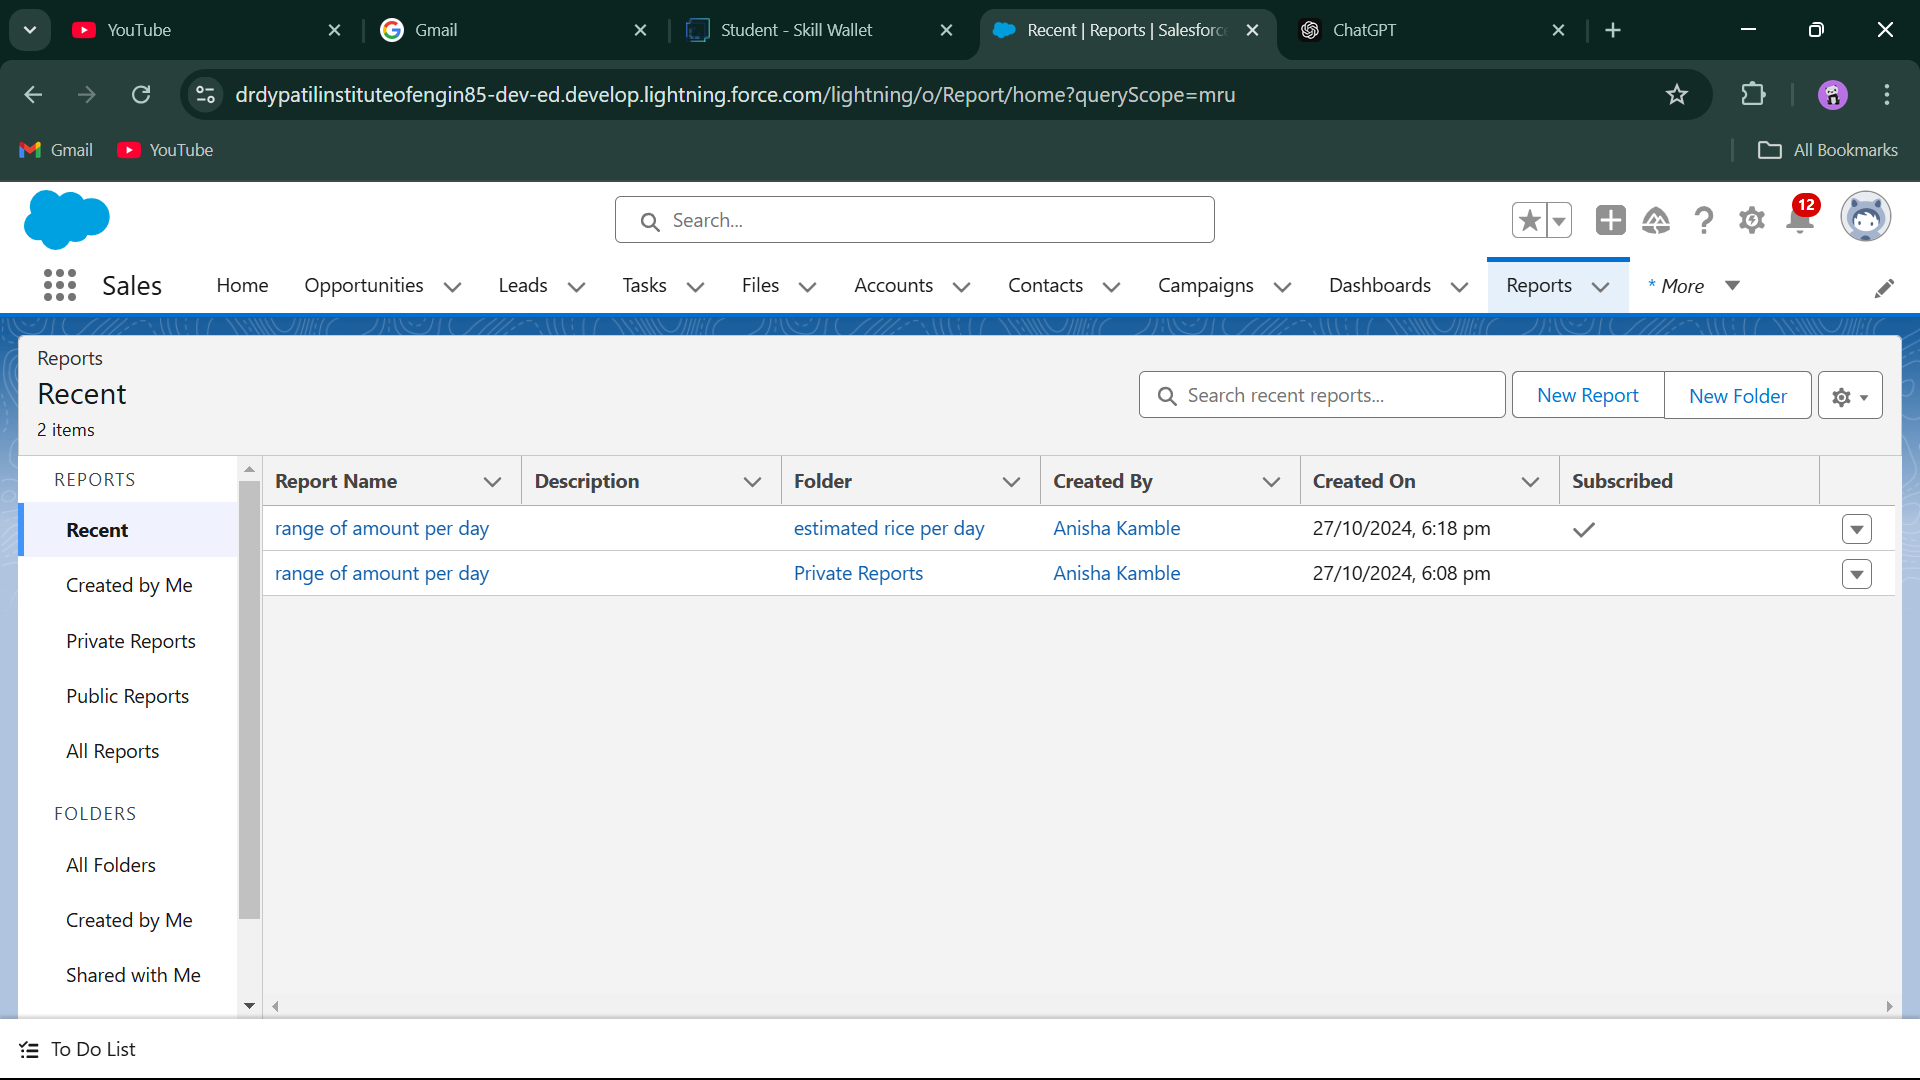 YouTube
Gmail
Student - Skill Wallet
Recent | Reports | Salesforc
ChatGPT
drdypatilinstituteofengin85-dev-ed.develop.lightning.force.com/lightning/o/Report/home?queryScope=mru
Gmail
YouTube
All Bookmarks
Search...
12
Sales
Home
Opportunities
Leads
Tasks
Files
Accounts
Contacts
Campaigns
Dashboards
Reports
* More
Reports
Recent
2 items
Search recent reports...
New Report
New Folder
REPORTS
Recent
Created by Me
Private Reports
Public Reports
All Reports
FOLDERS
All Folders
Created by Me
Shared with Me
Report Name Description Folder Created By Created On Subscribed
range of amount per day estimated rice per day Anisha Kamble 27/10/2024, 6:18 pm
range of amount per day Private Reports Anisha Kamble 27/10/2024, 6:08 pm
To Do List